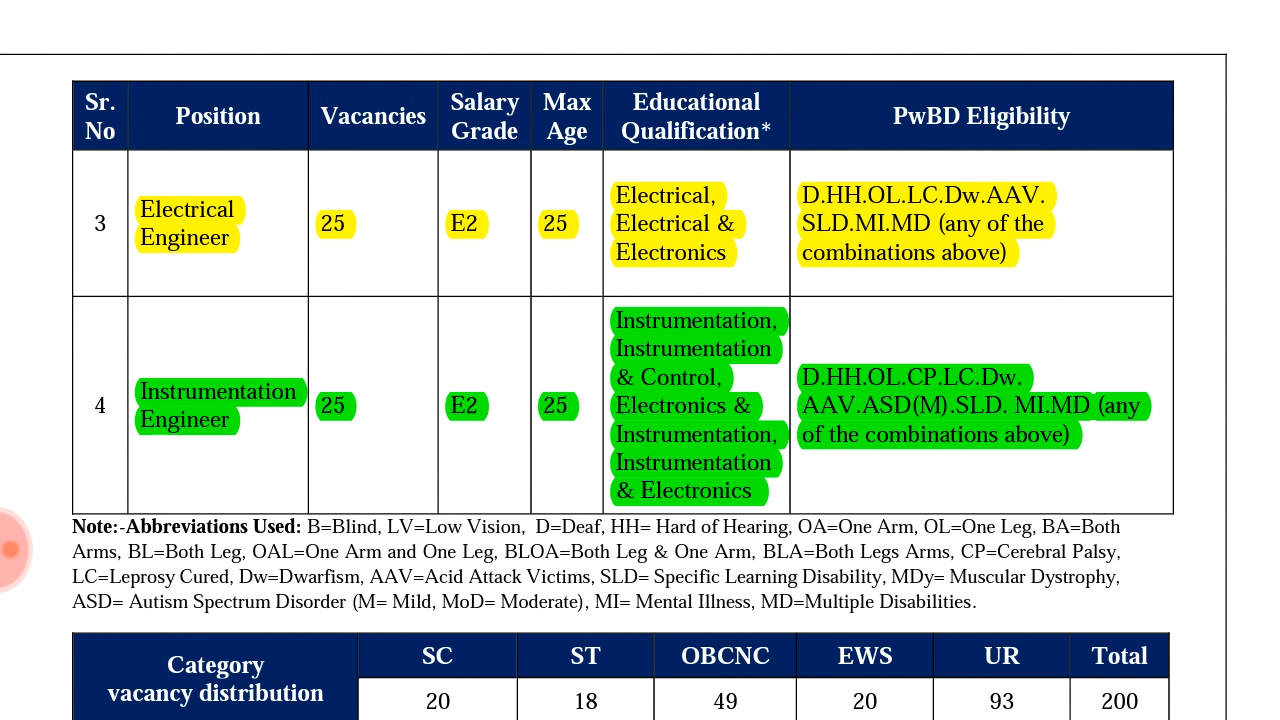 Sr. No Position Vacancies Salary Grade Max Age Educational Qualification* PwBD Eligibility
3 Electrical Engineer 25 E2 25 Electrical, Electrical & Electronics D.HH.OL.LC.Dw.AAV. SLD.MI.MD (any of the combinations above)
4 Instrumentation Engineer 25 E2 25 Instrumentation, Instrumentation & Control, Electronics & Instrumentation, Instrumentation & Electronics D.HH.OL.CP.LC.Dw. AAV.ASD(M).SLD. MI.MD (any of the combinations above)
Note:-Abbreviations Used: B=Blind, LV=Low Vision, D=Deaf, HH= Hard of Hearing, OA=One Arm, OL=One Leg, BA=Both
Arms, BL=Both Leg, OAL=One Arm and One Leg, BLOA=Both Leg & One Arm, BLA=Both Legs Arms, CP=Cerebral Palsy,
LC=Leprosy Cured, Dw=Dwarfism, AAV=Acid Attack Victims, SLD= Specific Learning Disability, MDy= Muscular Dystrophy,
ASD= Autism Spectrum Disorder (M= Mild, MoD= Moderate), MI= Mental Illness, MD=Multiple Disabilities.
Category vacancy distribution SC ST OBCNC EWS UR Total
20 18 49 20 93 200